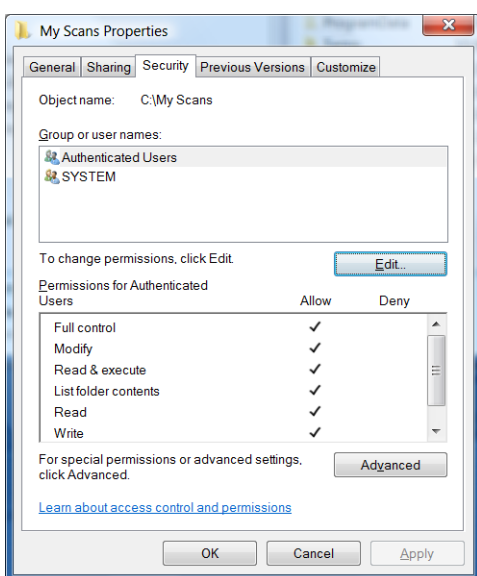 My Scans Properties
General Sharing Security Previous Versions Customize
Object name: C:\My Scans
Group or user names:
Authenticated Users
SYSTEM
To change permissions, click Edit.
Edit...
Permissions for Authenticated
Users Allow Deny
Full control
Modify
Read & execute
List folder contents
Read
Write
For special permissions or advanced settings,
click Advanced.
Advanced
Learn about access control and permissions
OK Cancel Apply